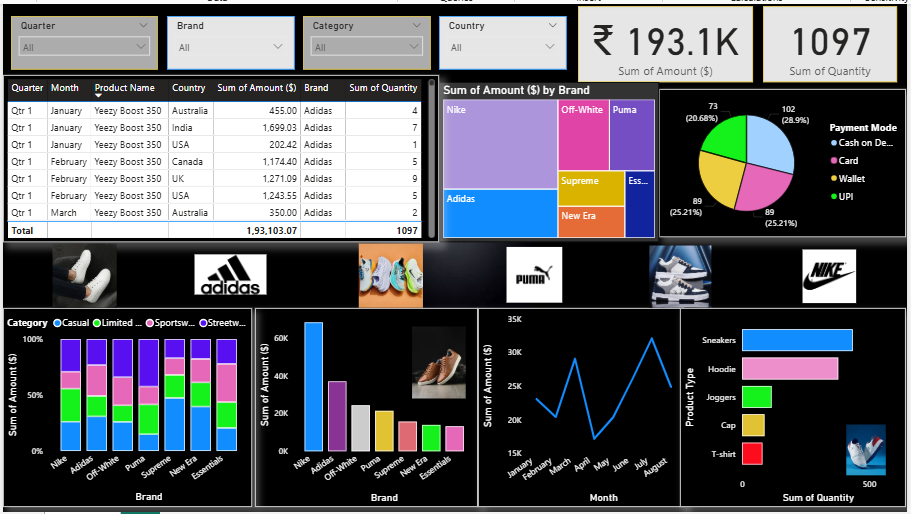 Quarter
All
Brand
All
Category
All
Country
All
₹ 193.1K
Sum of Amount ($)
1097
Sum of Quantity
Quarter Month Product Name Country Sum of Amount ($) Brand Sum of Quantity
Qtr 1 January Yeezy Boost 350 Australia 455.00 Adidas 4
Qtr 1 January Yeezy Boost 350 India 1,699.03 Adidas 7
Qtr 1 January Yeezy Boost 350 USA 202.42 Adidas 1
Qtr 1 February Yeezy Boost 350 Canada 1,174.40 Adidas 5
Qtr 1 February Yeezy Boost 350 UK 1,271.09 Adidas 9
Qtr 1 February Yeezy Boost 350 USA 1,243.55 Adidas 5
Qtr 1 March Yeezy Boost 350 Australia 350.00 Adidas 2
Total 1,93,103.07 1097
Sum of Amount ($) by Brand
Nike
Off-White
Puma
Adidas
Supreme
Ess...
New Era
73
(20.68%)
102
(28.9%)
89
(25.21%)
89
(25.21%)
Payment Mode
Cash on De...
Card
Wallet
UPI
adidas
PUMA
NIKE
Category Casual Limited ... Sportsw... Streetw...
Sum of Amount ($)
100%
50%
0%
Nike
Adidas
Off-White
Puma
Supreme
New Era
Essentials
Brand
Sum of Amount ($)
60K
40K
20K
0K
Nike
Adidas
Off-White
Puma
Supreme
New Era
Essentials
Brand
Sum of Amount ($)
35K
30K
25K
20K
15K
January
February
March
April
May
June
July
August
Month
Product Type
Sneakers
Hoodie
Joggers
Cap
T-shirt
0 500
Sum of Quantity